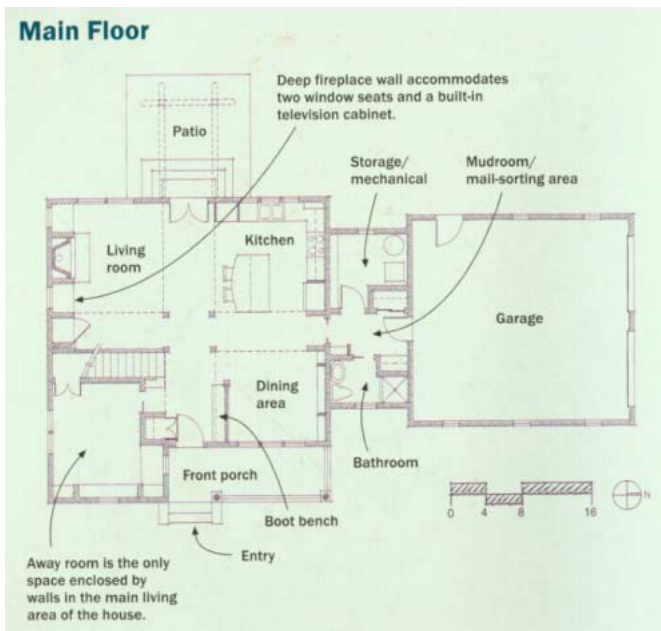 Main Floor
Deep fireplace wall accommodates
two window seats and a built-in
television cabinet.
Patio
Storage/
mechanical
Mudroom/
mail-sorting area
Living
room
Kitchen
Garage
Dining
area
Bathroom
Front porch
Boot bench
Entry
Away room is the only
space enclosed by
walls in the main living
area of the house.
0 4 8 16
N